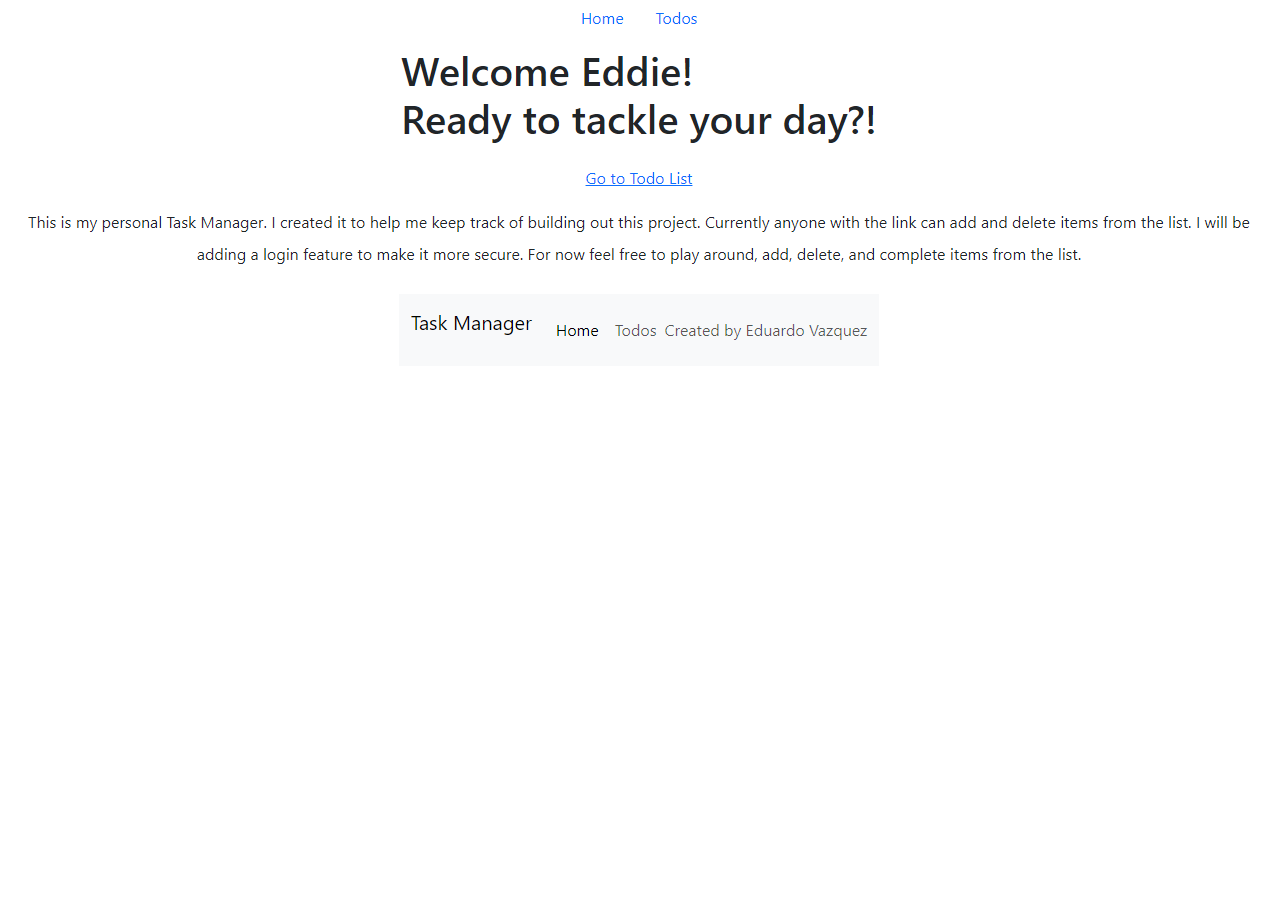 Home Todos
Welcome Eddie!
Ready to tackle your day?!
Go to Todo List
This is my personal Task Manager. I created it to help me keep track of building out this project. Currently anyone with the link can add and delete items from the list. I will be
adding a login feature to make it more secure. For now feel free to play around, add, delete, and complete items from the list.
Task Manager Home Todos Created by Eduardo Vazquez